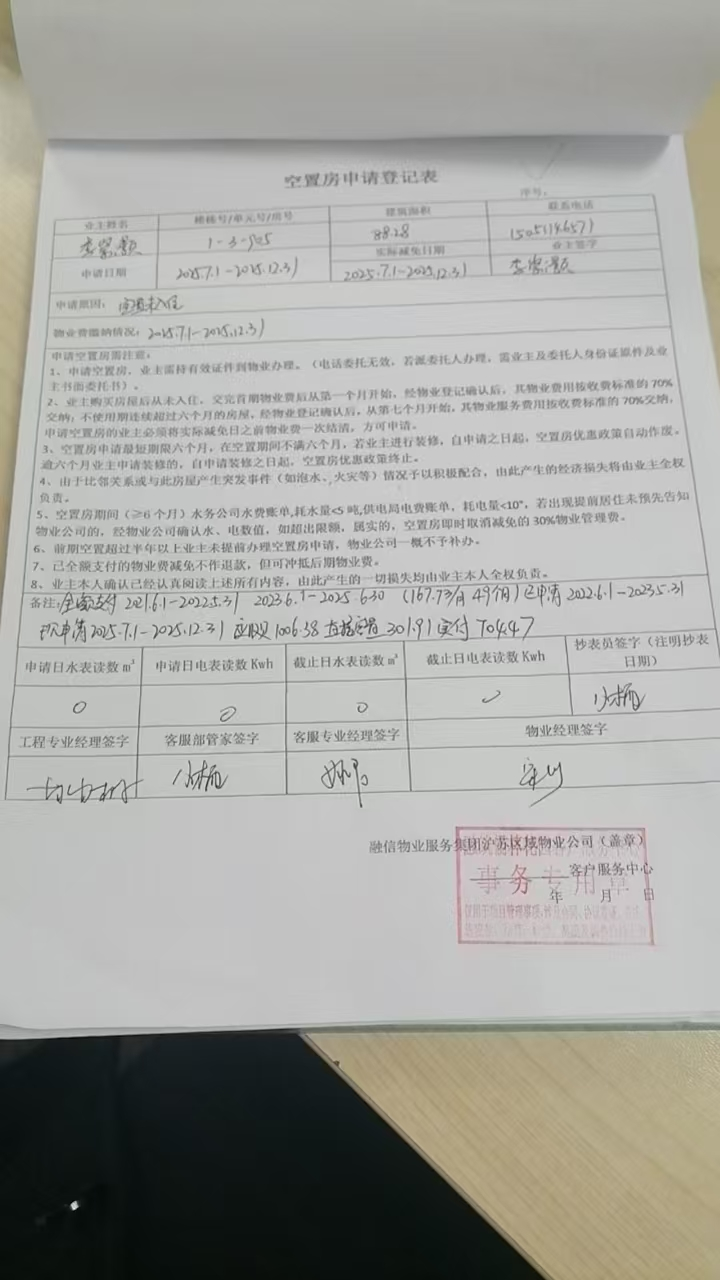 空置房申请登记表
序号：
业主姓名 楼栋号/单元号/房号 建筑面积 联系电话
1-3-505 88.28
实际减免日期 业主签字
申请日期 2025.7.1-2025.12.31 2025.7.1-2025.12.31
申请原因：
物业费缴纳情况：2025.7.1-2025.12.31
申请空置房需注意：
1、申请空置房，业主需持有效证件到物业办理。（电话委托无效，若派委托人办理，需业主及委托人身份证原件及业
主书面委托书）。
2、业主购买房屋后从未入住，交完首期物业费后从第一个月开始，经物业登记确认后，其物业费用按收费标准的70%
交纳；不使用期连续超过六个月的房屋，经物业登记确认后，从第七个月开始，其物业服务费用按收费标准的70%交纳，
申请空置房的业主必须将实际减免日之前物业费一次结清，方可申请。
3、空置房申请最短期限六个月，在空置期间不满六个月，若业主进行装修，自申请之日起，空置房优惠政策自动作废。
逾六个月业主申请装修的，自申请装修之日起，空置房优惠政策终止。
4、由于比邻关系或与此房屋产生突发事件（如泡水、火灾等）情况予以积极配合，由此产生的经济损失将由业主全权
负责。
5、空置房期间（≥6个月）水务公司水费账单,耗水量<5吨,供电局电费账单，耗电量<10°，若出现提前居住未预先告知
物业公司的，经物业公司确认水、电数值，如超出限额，属实的，空置房即时取消减免的30%物业管理费。
6、前期空置超过半年以上业主未提前办理空置房申请，物业公司一概不予补办。
7、已全额支付的物业费减免不作退款，但可冲抵后期物业费。
8、业主本人确认已经认真阅读上述所有内容，由此产生的一切损失均由业主本人全权负责。
备注：全额支付2021.6.1-2022.5.31 2023.6.1-2025.6.30 （167.73/月 49个月）已申请2022.6.1-2023.5.31
现申请2025.7.1-2025.12.31 应收 1006.38 301.91 实付 704.47
申请日水表读数 m³ 申请日电表读数 Kwh 截止日水表读数 m³ 截止日电表读数 Kwh 抄表员签字（注明抄表
日期）
0 0 0
工程专业经理签字 客服部管家签字 客服专业经理签字 物业经理签字
融信物业服务集团沪苏区域物业公司（盖章）
客户服务中心
事务专用章
年 月 日